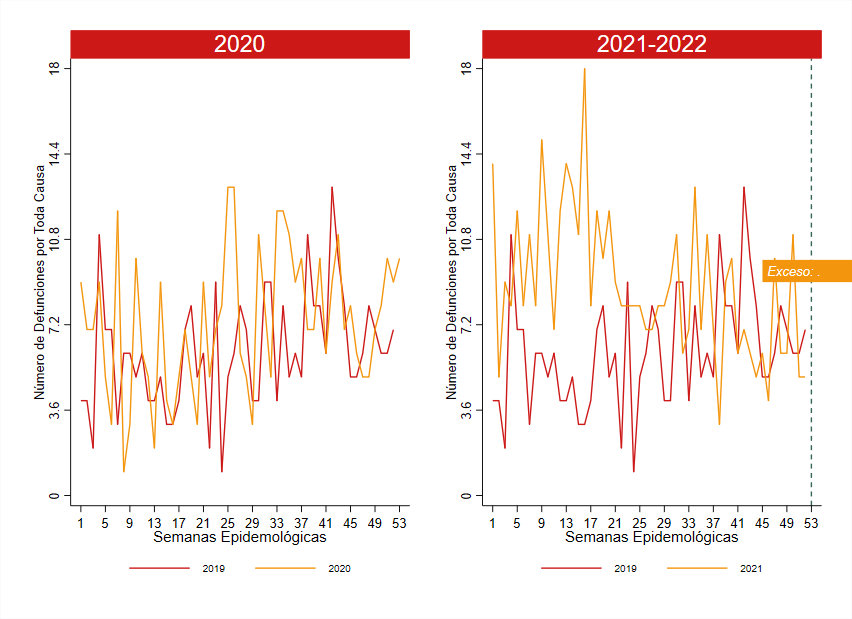 2020
Número de Defunciones por Toda Causa
18
14.4
10.8
7.2
3.6
0
1 5 9 13 17 21 25 29 33 37 41 45 49 53
Semanas Epidemológicas
2019 2020
2021-2022
Número de Defunciones por Toda Causa
18
14.4
10.8
7.2
3.6
0
Exceso: .
1 5 9 13 17 21 25 29 33 37 41 45 49 53
Semanas Epidemológicas
2019 2021